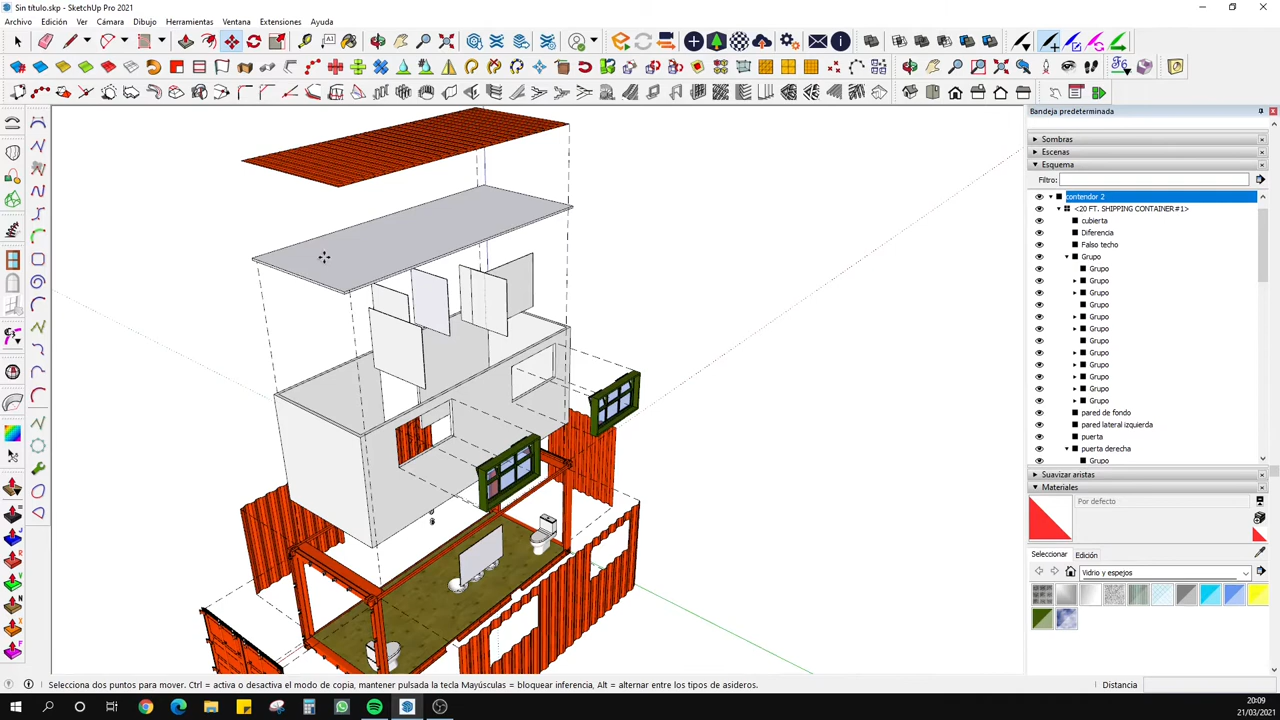 Sin título.skp - SketchUp Pro 2021
Archivo Edición Ver Cámara Dibujo Herramientas Ventana Extensiones Ayuda
Bandeja predeterminada
Sombras
Escenas
Esquema
Filtro:
contendor 2
<20 FT. SHIPPING CONTAINER#1>
cubierta
Diferencia
Falso techo
Grupo
Grupo
Grupo
Grupo
Grupo
Grupo
Grupo
Grupo
Grupo
Grupo
Grupo
Grupo
Grupo
pared de fondo
pared lateral izquierda
puerta
puerta derecha
Grupo
Suavizar aristas
Materiales
Por defecto
Seleccionar Edición
Vidrio y espejos
Selecciona dos puntos para mover. Ctrl = activa o desactiva el modo de copia, mantener pulsada la tecla Mayúsculas = bloquear inferencia, Alt = alternar entre los tipos de asideros.
Distancia
20:09
21/03/2021